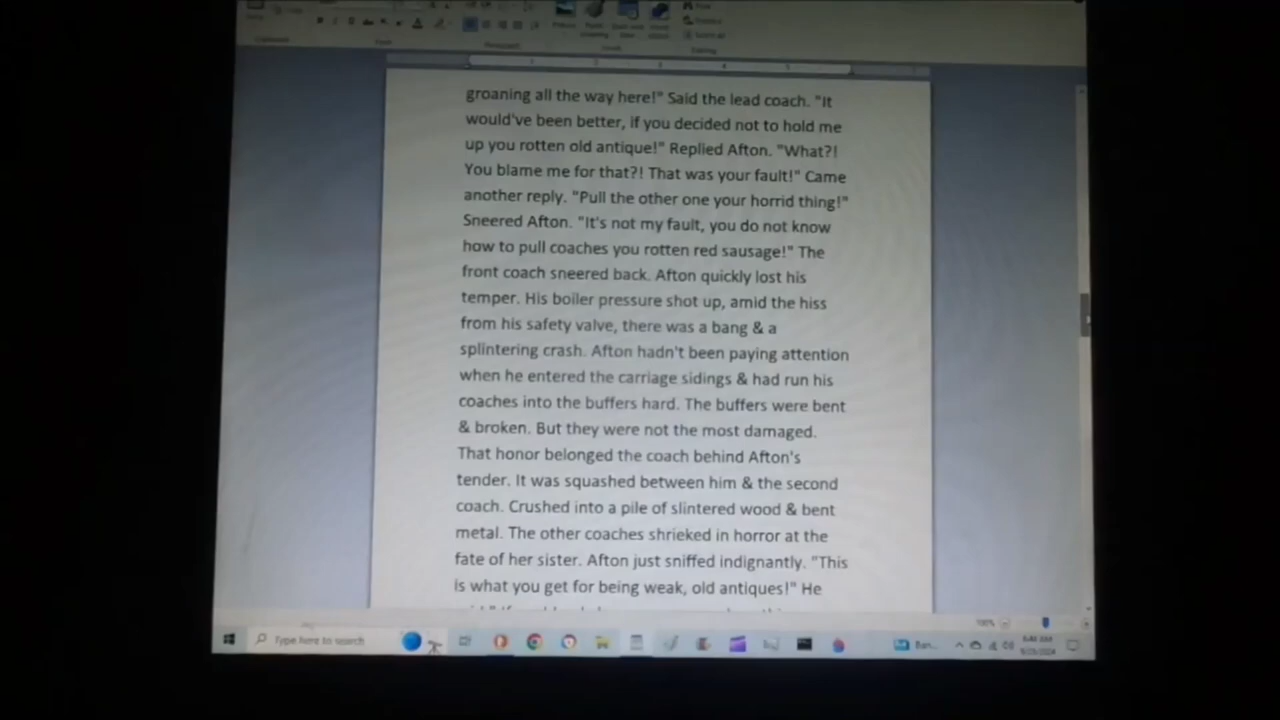 groaning all the way here!" Said the lead coach. "It
would've been better, if you decided not to hold me
up you rotten old antique!" Replied Afton. "What?!
You blame me for that?! That was your fault!" Came
another reply. "Pull the other one your horrid thing!"
Sneered Afton. "It's not my fault, you do not know
how to pull coaches you rotten red sausage!" The
front coach sneered back. Afton quickly lost his
temper. His boiler pressure shot up, amid the hiss
from his safety valve, there was a bang & a
splintering crash. Afton hadn't been paying attention
when he entered the carriage sidings & had run his
coaches into the buffers hard. The buffers were bent
& broken. But they were not the most damaged.
That honor belonged the coach behind Afton's
tender. It was squashed between him & the second
coach. Crushed into a pile of slintered wood & bent
metal. The other coaches shrieked in horror at the
fate of her sister. Afton just sniffed indignantly. "This
is what you get for being weak, old antiques!" He
100%
Type here to search
Ban...